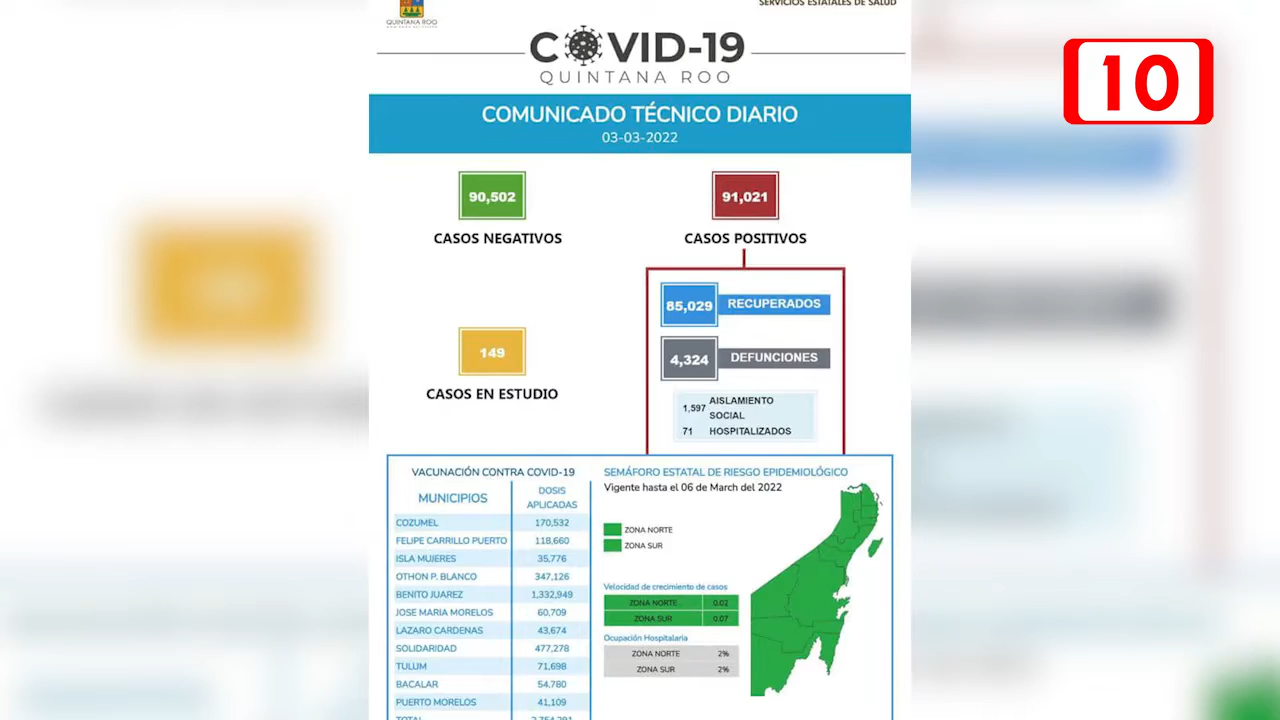 SERVICIOS ESTATALES DE SALUD
QUINTANA ROO
COVID-19
QUINTANA ROO
10
COMUNICADO TÉCNICO DIARIO
03-03-2022
90,502
CASOS NEGATIVOS
91,021
CASOS POSITIVOS
85,029 RECUPERADOS
4,324 DEFUNCIONES
149
CASOS EN ESTUDIO
1,597 AISLAMIENTO
SOCIAL
71 HOSPITALIZADOS
VACUNACIÓN CONTRA COVID-19
MUNICIPIOS
DOSIS
APLICADAS
COZUMEL 170,532
FELIPE CARRILLO PUERTO 118,660
ISLA MUJERES 35,776
OTHON P. BLANCO 347,126
BENITO JUAREZ 1,332,949
JOSE MARIA MORELOS 60,709
LAZARO CARDENAS 43,674
SOLIDARIDAD 477,278
TULUM 71,698
BACALAR 54,780
PUERTO MORELOS 41,109
TOTAL 2,754,291
SEMÁFORO ESTATAL DE RIESGO EPIDEMIOLÓGICO
Vigente hasta el 06 de March del 2022
ZONA NORTE
ZONA SUR
Velocidad de crecimiento de casos
ZONA NORTE 0.02
ZONA SUR 0.07
Ocupación Hospitalaria
ZONA NORTE 2%
ZONA SUR 2%